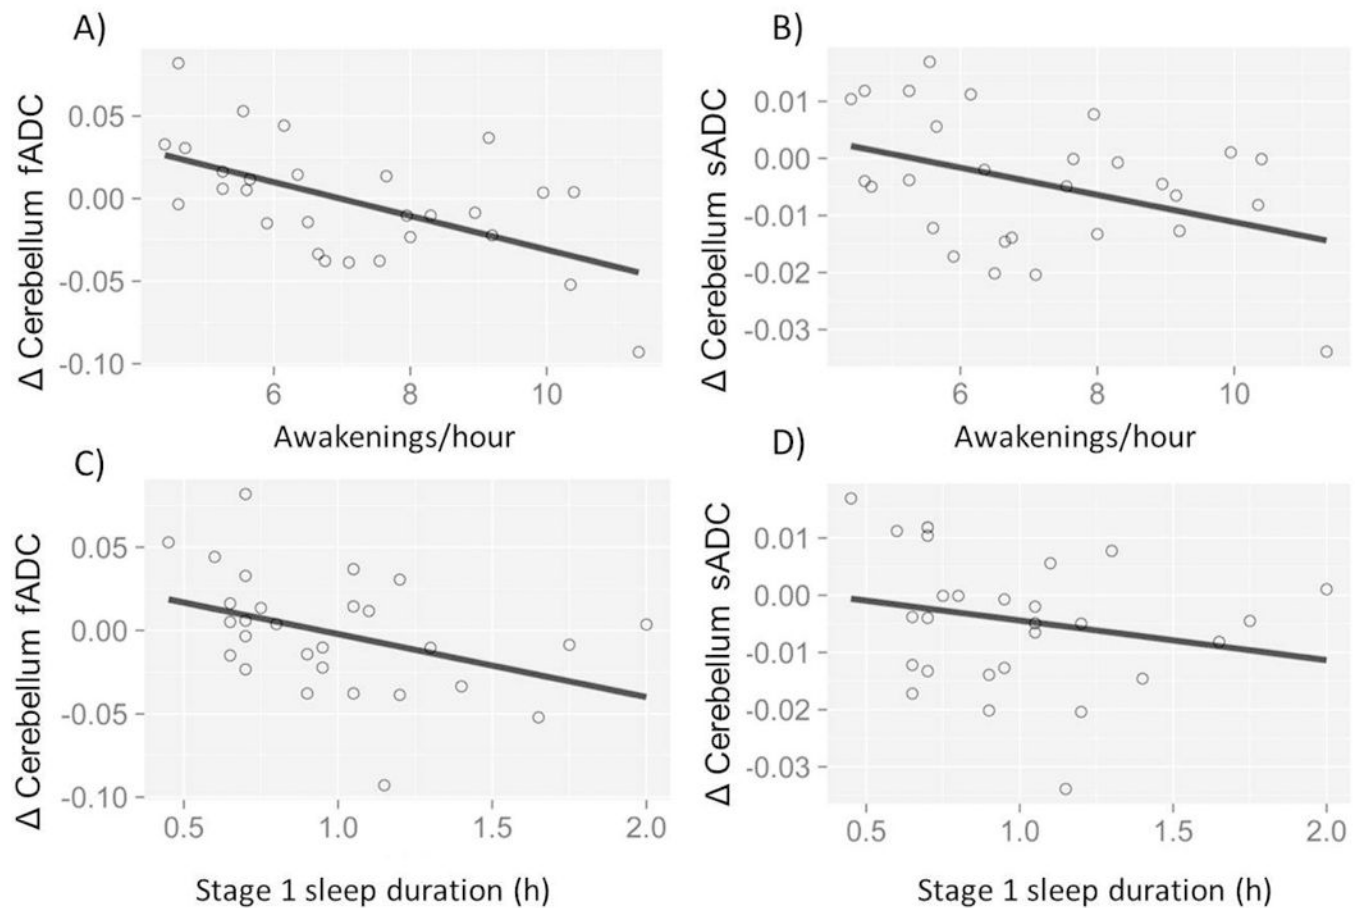 A)
Δ Cerebellum fADC
0.05
0.00
-0.05
-0.10
6 8 10
Awakenings/hour
B)
Δ Cerebellum sADC
0.01
0.00
-0.01
-0.02
-0.03
6 8 10
Awakenings/hour
C)
Δ Cerebellum fADC
0.05
0.00
-0.05
-0.10
0.5 1.0 1.5 2.0
Stage 1 sleep duration (h)
D)
Δ Cerebellum sADC
0.01
0.00
-0.01
-0.02
-0.03
0.5 1.0 1.5 2.0
Stage 1 sleep duration (h)